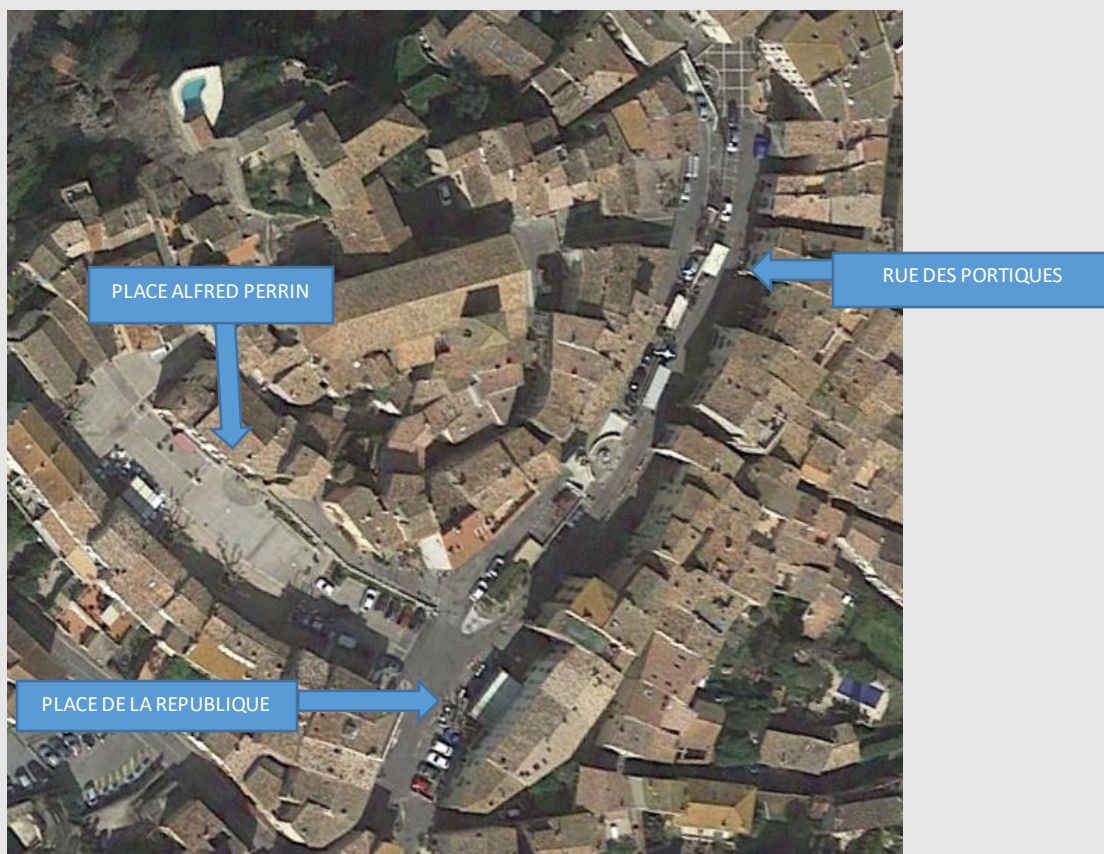 RUE DES PORTIQUES
PLACE ALFRED PERRIN
PLACE DE LA REPUBLIQUE